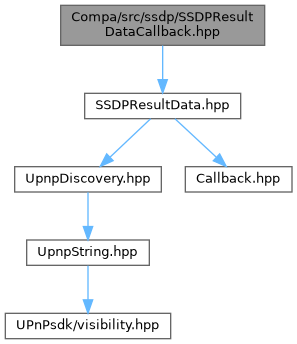 Compa/src/ssdp/SSDPResult
DataCallback.hpp
SSDPResultData.hpp
UpnpDiscovery.hpp
Callback.hpp
UpnpString.hpp
UPnPsdk/visibility.hpp